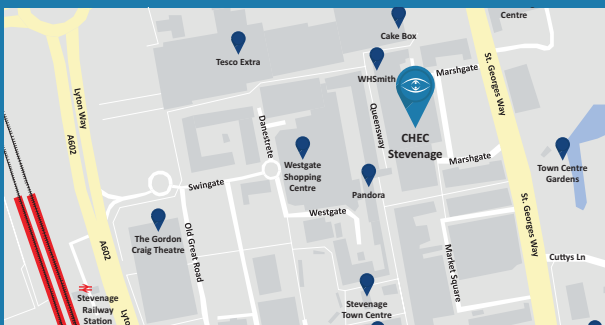 Centre
Cake Box
Tesco Extra
WHSmith
Marshgate
St. Georges Way
Lyton Way
A602
Danestrete
Queensway
CHEC
Stevenage
Marshgate
Westgate
Shopping
Centre
Town Centre
Gardens
Swingate
Pandora
Westgate
St. Georges Way
The Gordon
Craig Theatre
Old Great Road
A602
Market Square
Cuttys Ln
Stevenage
Railway
Station
Lyto
Stevenage
Town Centre